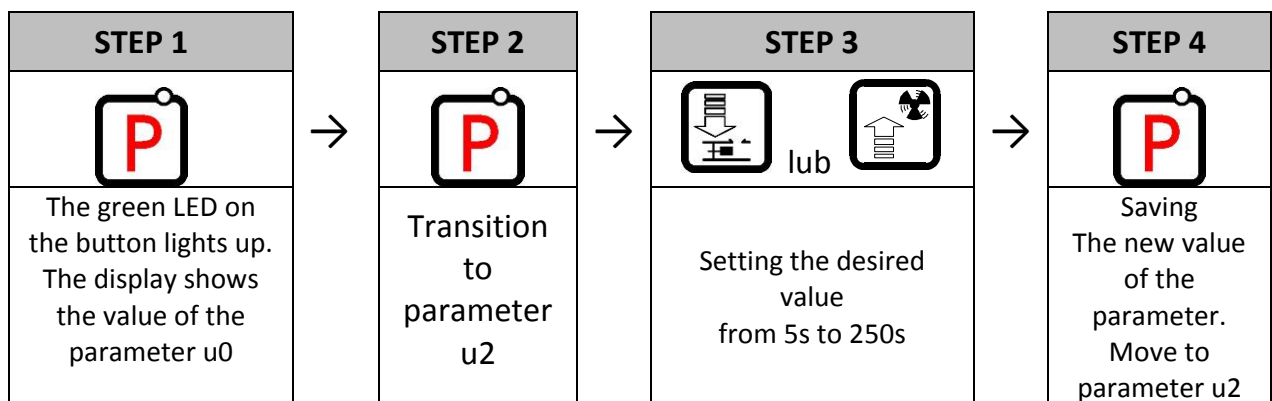 STEP 1
P
The green LED on
the button lights up.
The display shows
the value of the
parameter u0
→
STEP 2
P
Transition
to
parameter
u2
→
STEP 3
lub
Setting the desired
value
from 5s to 250s
→
STEP 4
P
Saving
The new value
of the
parameter.
Move to
parameter u2